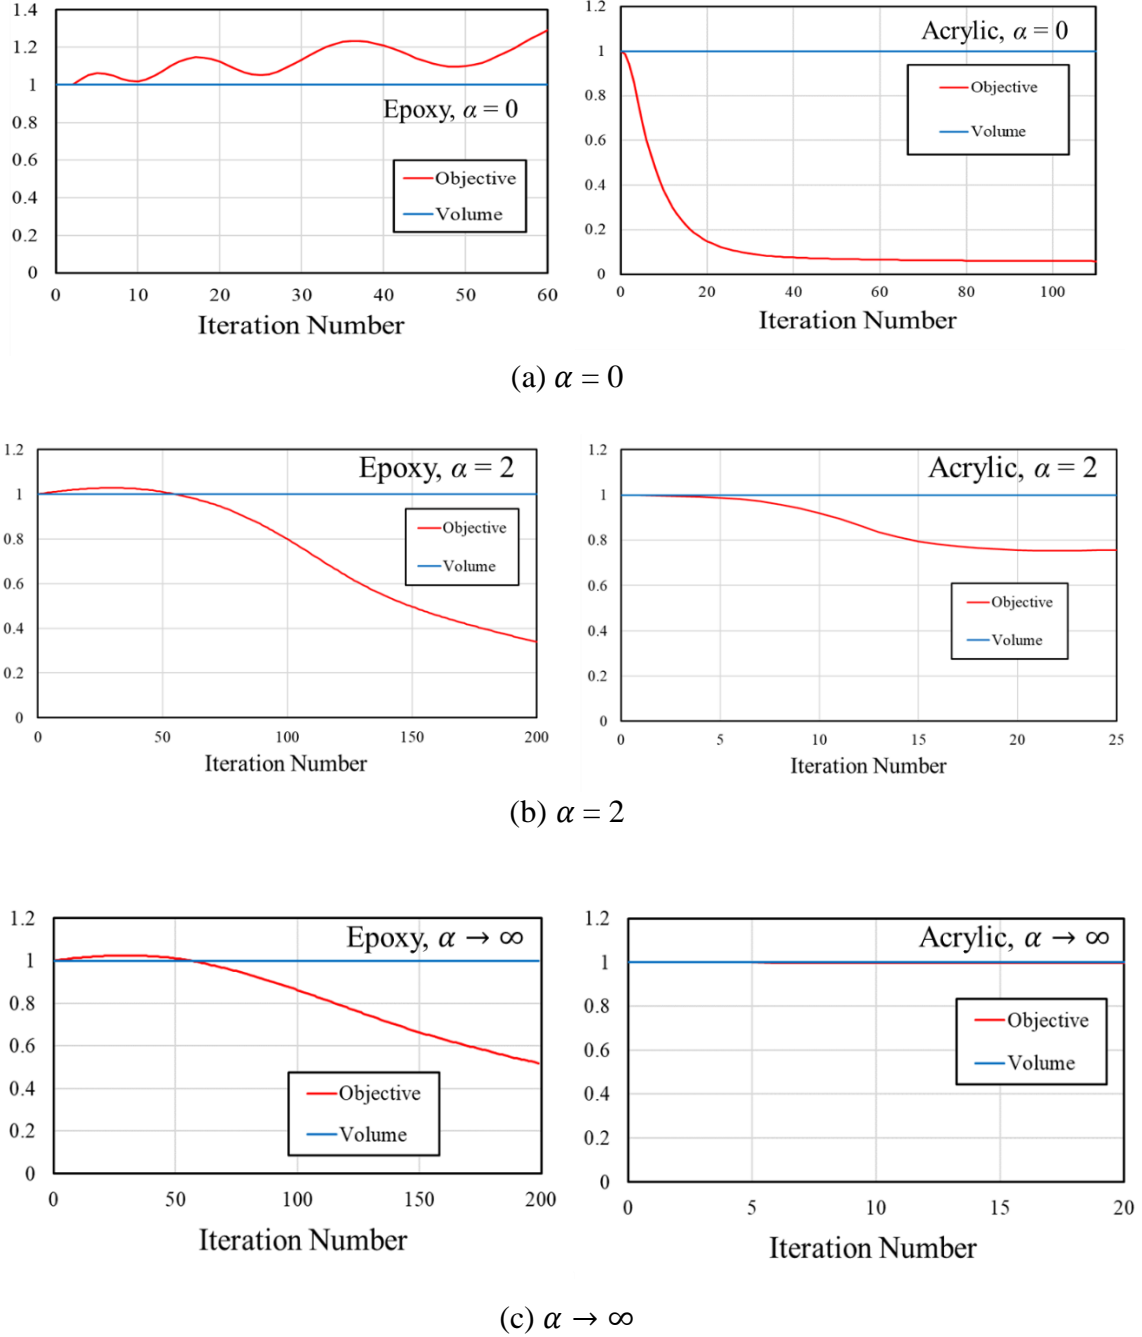 1.4
1.2
1
0.8
0.6
0.4
0.2
0
0 10 20 30 40 50 60
Iteration Number
Epoxy, α = 0
Objective
Volume
1.2
1
0.8
0.6
0.4
0.2
0
0 20 40 60 80 100
Iteration Number
Acrylic, α = 0
Objective
Volume
(a) α = 0
1.2
1
0.8
0.6
0.4
0.2
0
0 50 100 150 200
Iteration Number
Epoxy, α = 2
Objective
Volume
1.2
1
0.8
0.6
0.4
0.2
0
0 5 10 15 20 25
Iteration Number
Acrylic, α = 2
Objective
Volume
(b) α = 2
1.2
1
0.8
0.6
0.4
0.2
0
0 50 100 150 200
Iteration Number
Epoxy, α → ∞
Objective
Volume
1.2
1
0.8
0.6
0.4
0.2
0
0 5 10 15 20
Iteration Number
Acrylic, α → ∞
Objective
Volume
(c) α → ∞